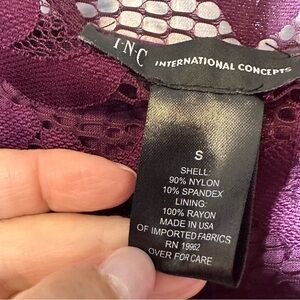 I·N·C INTERNATIONAL CONCEPTS
S
SHELL:
90% NYLON
10% SPANDEX
LINING:
100% RAYON
MADE IN USA
OF IMPORTED FABRICS
RN 19962
OVER FOR CARE